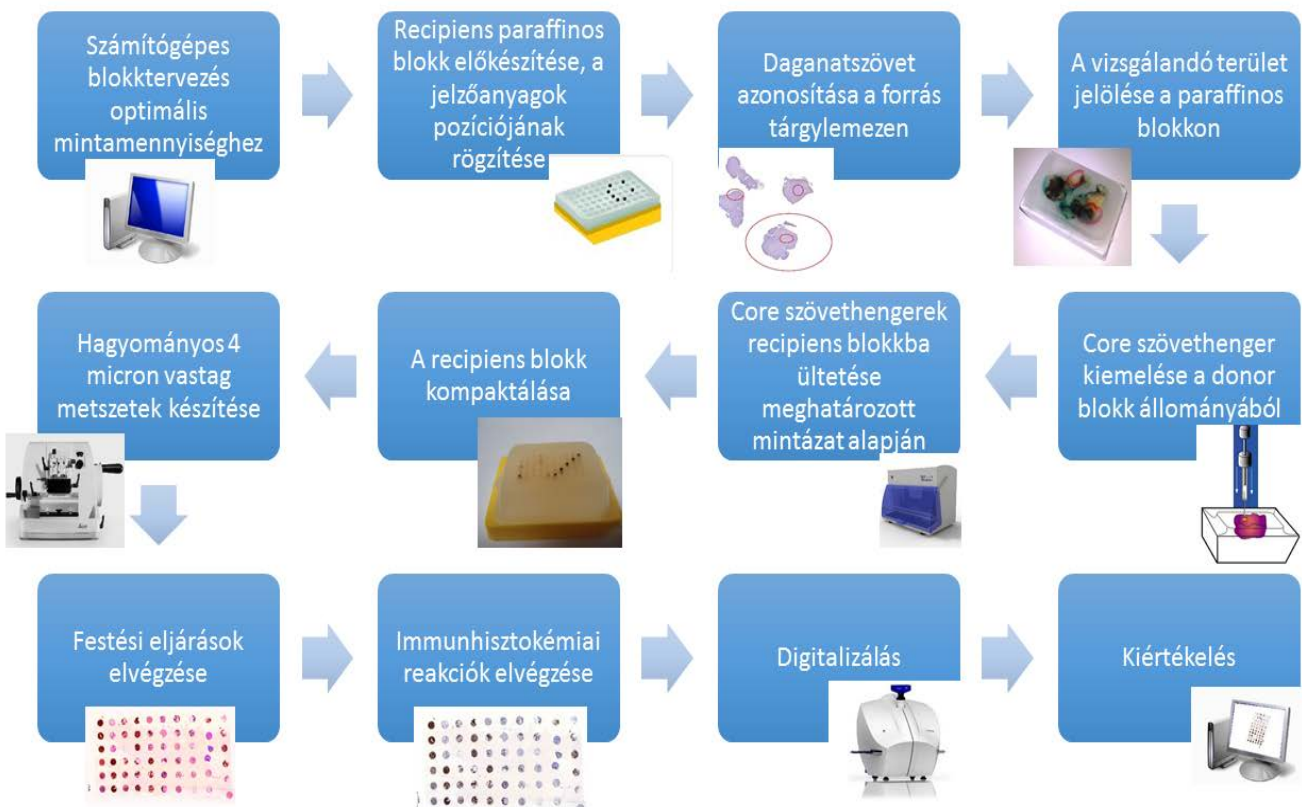 Számítógépes
blokktervezés
optimális
mintamennyiséghez
Recipiens paraffinos
blokk előkészítése, a
jelzőanyagok
pozíciójának
rögzítése
Daganatszövet
azonosítása a forrás
tárgylemezen
A vizsgálandó terület
jelölése a paraffinos
blokkon
Core szövethenger
kiemelése a donor
blokk állományából
Core szövethengerek
recipiens blokkba
ültetése
meghatározott
mintázat alapján
A recipiens blokk
kompaktálása
Hagyományos 4
micron vastag
metszetek készítése
Festési eljárások
elvégzése
Immunhisztokémiai
reakciók elvégzése
Digitalizálás
Kiértékelés